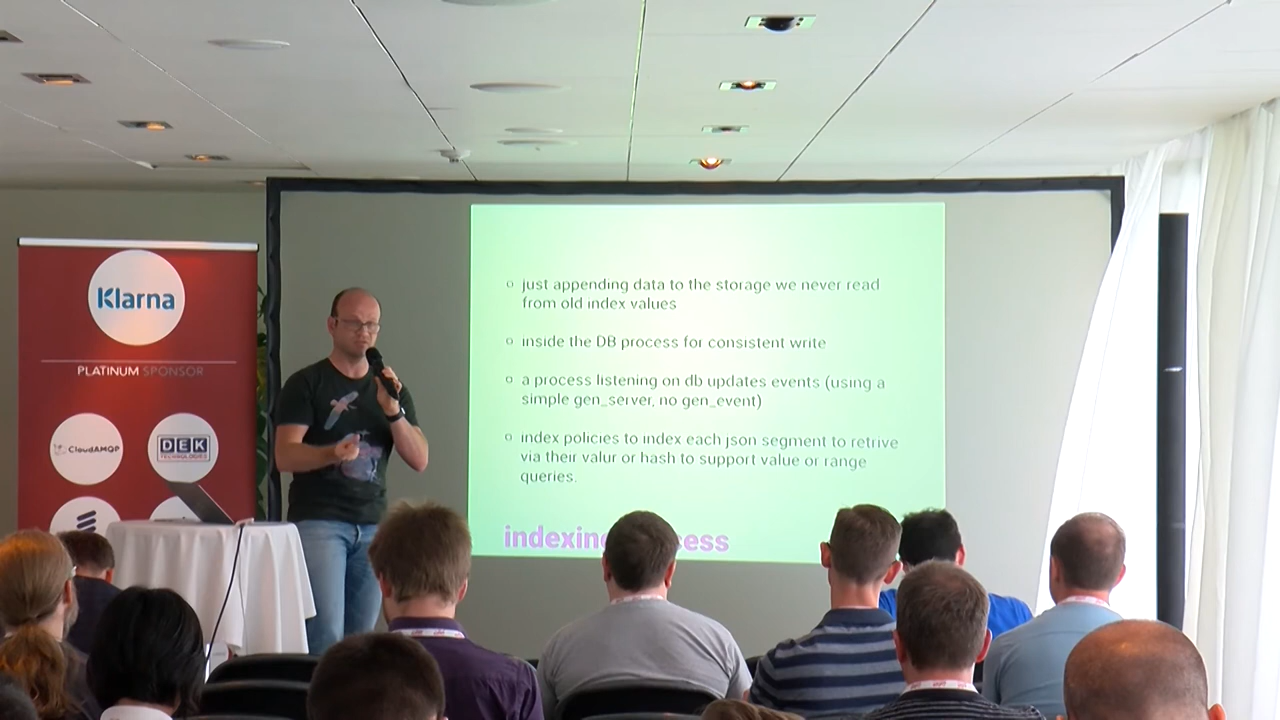 Klarna
PLATINUM SPONSOR
CloudAMQP
DEK
TECHNOLOGIES
just appending data to the storage we never read
from old index values
inside the DB process for consistent write
a process listning on db updates events (using a
simple gen_server, no gen_event)
index policies to index each json segment to retrive
via their valur or hash to support value or range
queries.